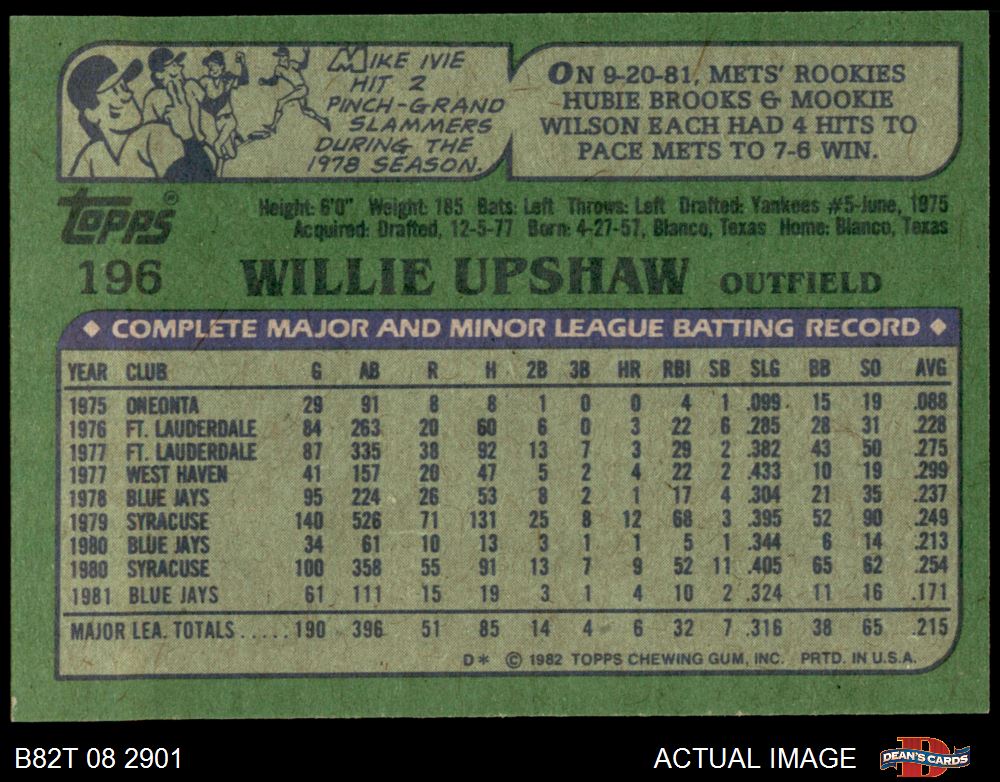 MIKE IVIE
HIT 2
PINCH-GRAND
SLAMMERS
DURING THE
1978 SEASON.
ON 9-20-81, METS' ROOKIES
HUBIE BROOKS & MOOKIE
WILSON EACH HAD 4 HITS TO
PACE METS TO 7-6 WIN.
TOPPS®
Height: 6'0" Weight: 185 Bats: Left Throws: Left Drafted: Yankees #5-June, 1975
Acquired: Drafted, 12-5-77 Born: 4-27-57, Blanco, Texas Home: Blanco, Texas
196 WILLIE UPSHAW OUTFIELD
◆ COMPLETE MAJOR AND MINOR LEAGUE BATTING RECORD ◆
YEAR CLUB G AB R H 2B 3B HR RBI SB SLG BB SO AVG
1975 ONEONTA 29 91 8 8 1 0 0 4 1 .099 15 19 .088
1976 FT. LAUDERDALE 84 263 20 60 6 0 3 22 6 .285 28 31 .228
1977 FT. LAUDERDALE 87 335 38 92 13 7 3 29 2 .382 43 50 .275
1977 WEST HAVEN 41 157 20 47 5 2 4 22 2 .433 10 19 .299
1978 BLUE JAYS 95 224 26 53 8 2 1 17 4 .304 21 35 .237
1979 SYRACUSE 140 526 71 131 25 8 12 68 3 .395 52 90 .249
1980 BLUE JAYS 34 61 10 13 3 1 1 5 1 .344 6 14 .213
1980 SYRACUSE 100 358 55 91 13 7 9 52 11 .405 65 62 .254
1981 BLUE JAYS 61 111 15 19 3 1 4 10 2 .324 11 16 .171
MAJOR LEA. TOTALS.....190 396 51 85 14 4 6 32 7 .316 38 65 .215
D* © 1982 TOPPS CHEWING GUM, INC. PRTD. IN U.S.A.
B82T 08 2901
ACTUAL IMAGE
D
DEAN'S CARDS